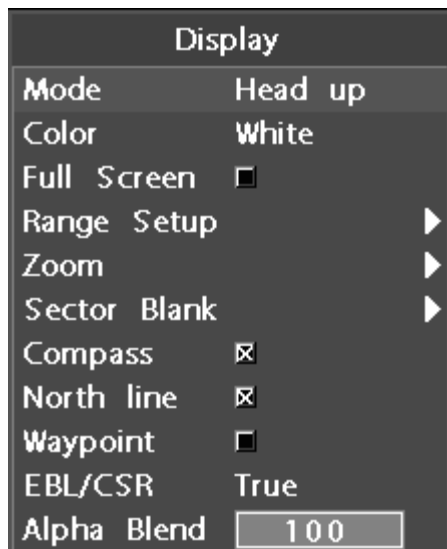 Display
Mode Head up
Color White
Full Screen
Range Setup
Zoom
Sector Blank
Compass
North line
Waypoint
EBL/CSR True
Alpha Blend 100